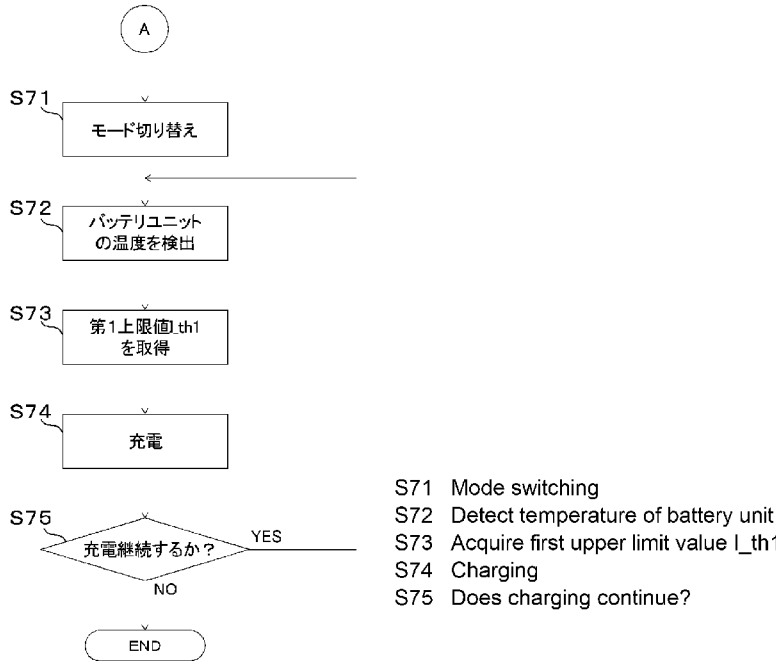 A
S71
モード切り替え
S72
バッテリユニット
の温度を検出
S73
第1上限値I_th1
を取得
S74
充電
S75
充電継続するか？
YES
NO
END
S71 Mode switching
S72 Detect temperature of battery unit
S73 Acquire first upper limit value I_th1
S74 Charging
S75 Does charging continue?